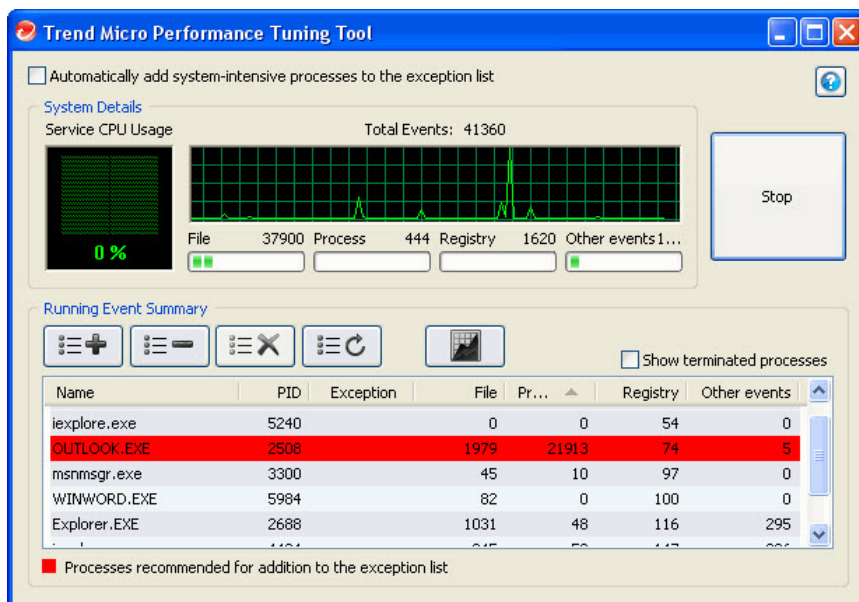 Trend Micro Performance Tuning Tool
Automatically add system-intensive processes to the exception list
System Details
Service CPU Usage
Total Events: 41360
0 %
File 37900 Process 444 Registry 1620 Other events1...
Stop
Running Event Summary
Show terminated processes
Name PID Exception File Pr... Registry Other events
iexplore.exe 5240 0 0 54 0
OUTLOOK.EXE 2508 1979 21913 74 5
msnmsgr.exe 3300 45 10 97 0
WINWORD.EXE 5984 82 0 100 0
Explorer.EXE 2688 1031 48 116 295
Processes recommended for addition to the exception list